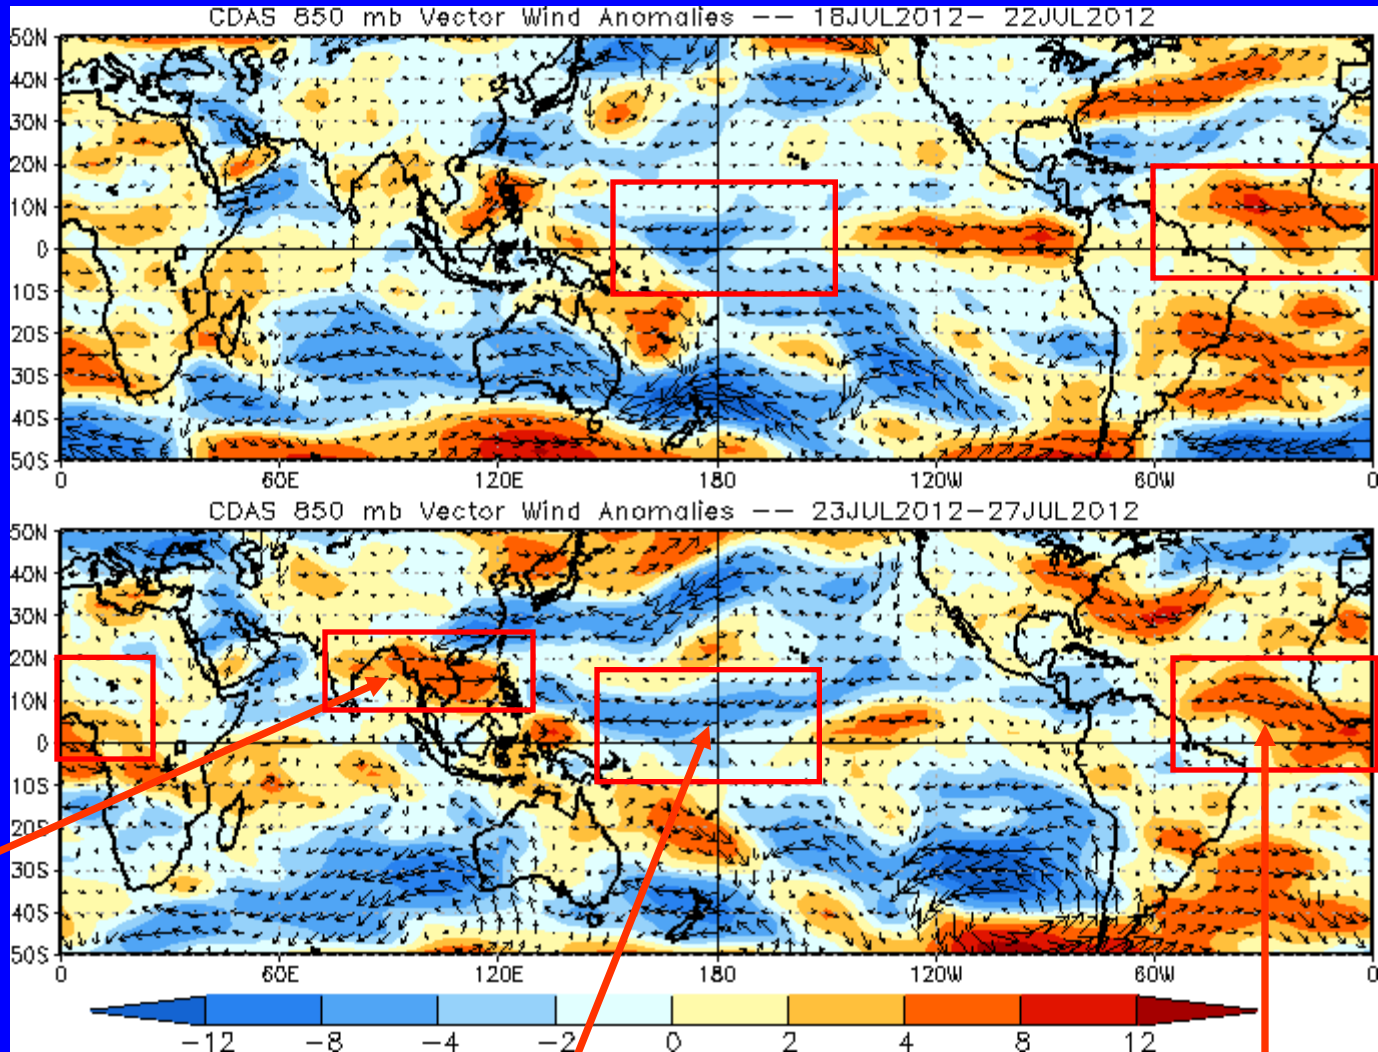 CDAS 850 mb Vector Wind Anomalies -- 18JUL2012- 22JUL2012
50N
40N
30N
20N
10N
0
10S
20S
30S
40S
50S
0 60E 120E 180 120W 60W 0
CDAS 850 mb Vector Wind Anomalies -- 23JUL2012-27JUL2012
50N
40N
30N
20N
10N
0
10S
20S
30S
40S
50S
0 60E 120E 180 120W 60W 0
-12 -8 -4 -2 0 2 4 8 12